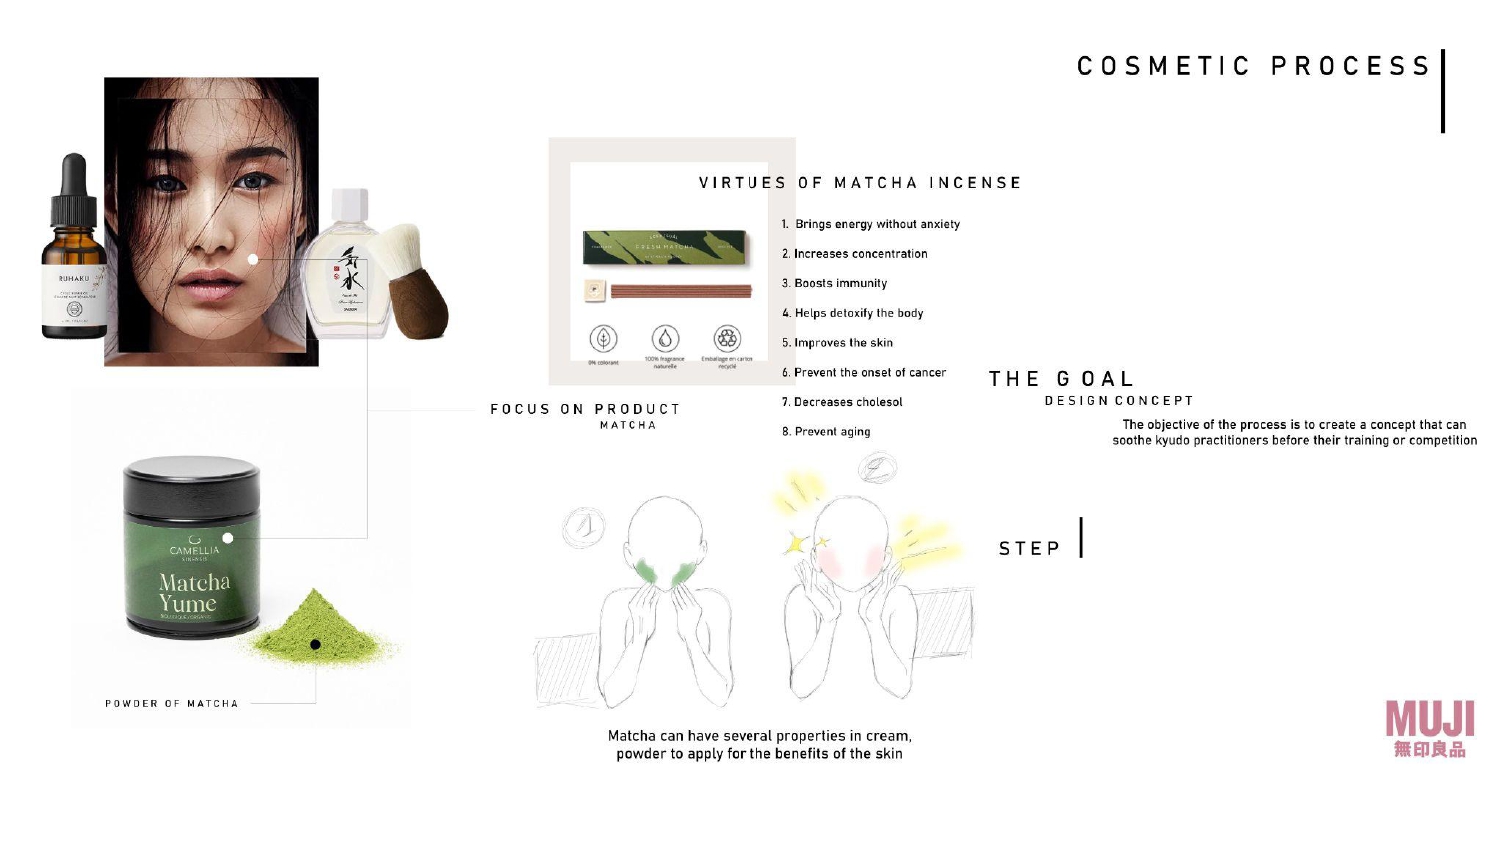 COSMETIC PROCESS
RUHAKU
VIRTUES OF MATCHA INCENSE
FRESH MATCHA
0% colorant
100% fragrance
naturelle
Emballage en carton
recyclé
1. Brings energy without anxiety
2. Increases concentration
3. Boosts immunity
4. Helps detoxify the body
5. Improves the skin
6. Prevent the onset of cancer
7. Decreases cholesol
8. Prevent aging
FOCUS ON PRODUCT
MATCHA
THE GOAL
DESIGN CONCEPT
The objective of the process is to create a concept that can
soothe kyudo practitioners before their training or competition
CAMELLIA
SINENSIS
Matcha
Yume
POWDER OF MATCHA
STEP
Matcha can have several properties in cream,
powder to apply for the benefits of the skin
MUJI
無印良品